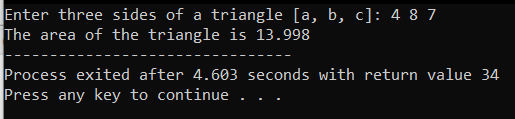 Enter three sides of a triangle [a, b, c]: 4 8 7
The area of the triangle is 13.998
--------------------------------
Process exited after 4.603 seconds with return value 34
Press any key to continue . . .